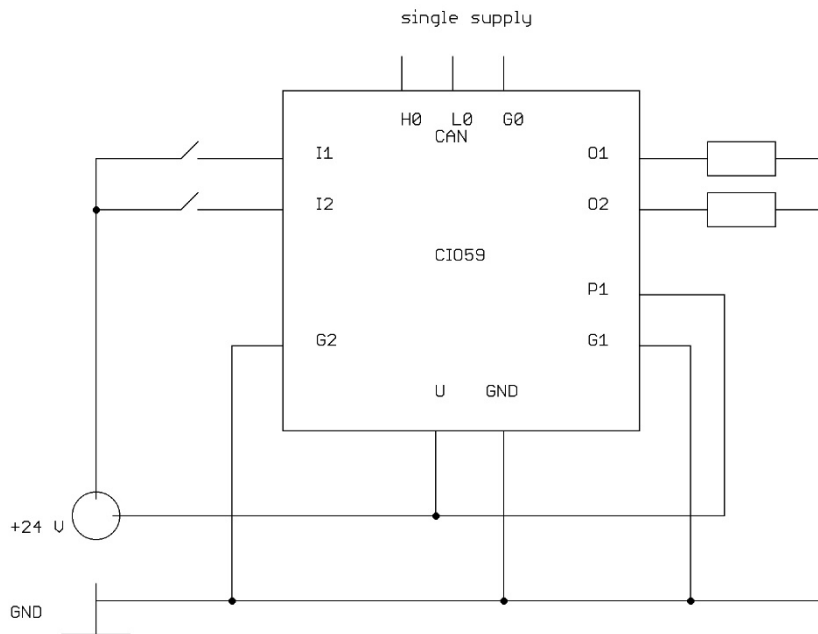 single supply
H0 L0 G0
CAN
I1 O1
I2 O2
CIO59
P1
G2 G1
U GND
+24 V
GND